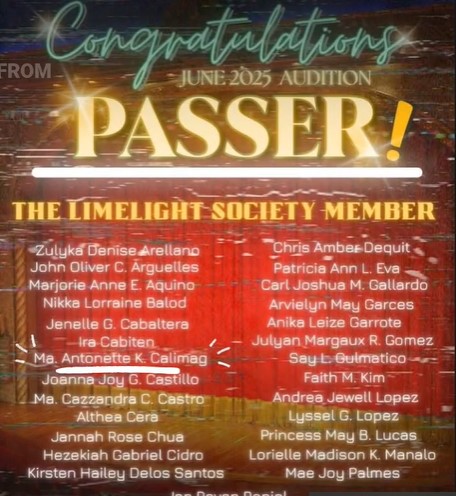 Congratulations
FROM
JUNE 2025 AUDITION
PASSER!
THE LIMELIGHT SOCIETY MEMBER
Zulyka Denise Arellano
John Oliver C. Arguelles
Marjorie Anne E. Aquino
Nikka Lorraine Balod
Jenelle G. Cabaltera
Ira Cabiten
Ma. Antonette K. Calimag
Joanna Joy G. Castillo
Ma. Cazzandra C. Castro
Althea Cera
Jannah Rose Chua
Hezekiah Gabriel Cidro
Kirsten Hailey Delos Santos
Chris Amber Dequit
Patricia Ann L. Eva
Carl Joshua M. Gallardo
Arvielyn May Garces
Anika Leize Garrote
Julyan Margaux R. Gomez
Say L. Gulmatico
Faith M. Kim
Andrea Jewell Lopez
Lyssel G. Lopez
Princess May B. Lucas
Lorielle Madison K. Manalo
Mae Joy Palmes